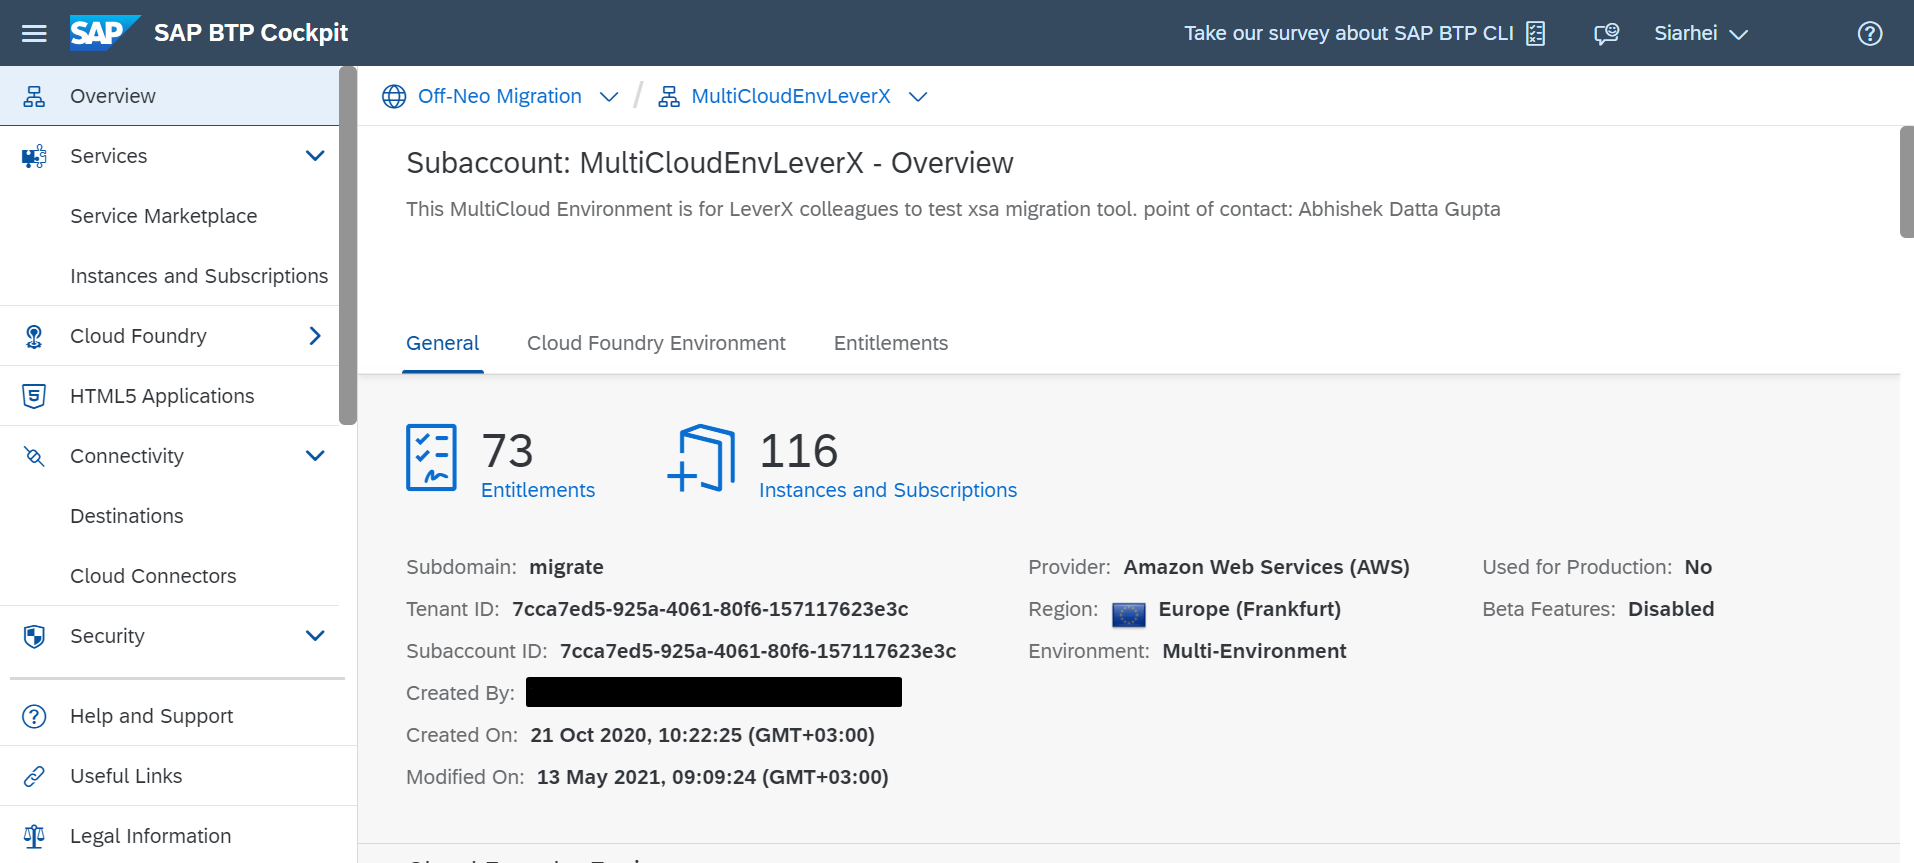 SAP SAP BTP Cockpit
Take our survey about SAP BTP CLI
Siarhei
Overview
Services
Service Marketplace
Instances and Subscriptions
Cloud Foundry
HTML5 Applications
Connectivity
Destinations
Cloud Connectors
Security
Help and Support
Useful Links
Legal Information
Off-Neo Migration / MultiCloudEnvLeverX
Subaccount: MultiCloudEnvLeverX - Overview
This MultiCloud Environment is for LeverX colleagues to test xsa migration tool. point of contact: Abhishek Datta Gupta
General
Cloud Foundry Environment
Entitlements
73
Entitlements
116
Instances and Subscriptions
Subdomain: migrate
Tenant ID: 7cca7ed5-925a-4061-80f6-157117623e3c
Subaccount ID: 7cca7ed5-925a-4061-80f6-157117623e3c
Created By:
Created On: 21 Oct 2020, 10:22:25 (GMT+03:00)
Modified On: 13 May 2021, 09:09:24 (GMT+03:00)
Provider: Amazon Web Services (AWS)
Region: Europe (Frankfurt)
Environment: Multi-Environment
Used for Production: No
Beta Features: Disabled